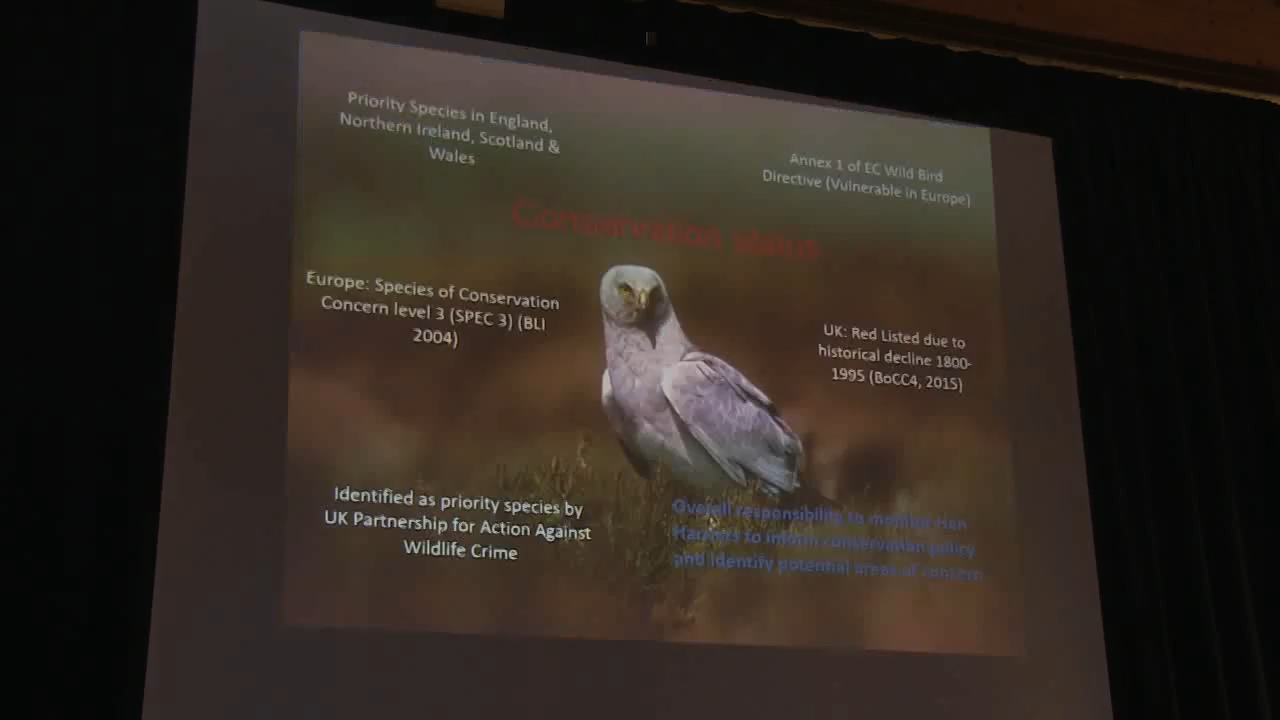 Priority Species in England,
Northern Ireland, Scotland &
Wales
Annex 1 of EC Wild Bird
Directive (Vulnerable in Europe)
Conservation status
Europe: Species of Conservation
Concern level 3 (SPEC 3) (BLI
2004)
UK: Red Listed due to
historical decline 1800-
1995 (BoCC4, 2015)
Identified as priority species by
UK Partnership for Action Against
Wildlife Crime
Overall responsibility to monitor Hen
Harriers to inform conservation policy
and identify potential areas of concern